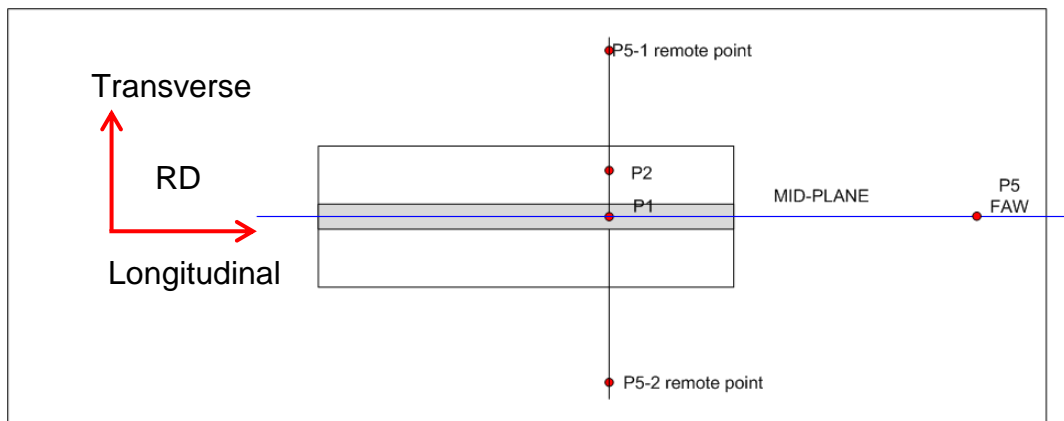 P5-1 remote point
Transverse
RD
P2
P1
MID-PLANE
P5
FAW
Longitudinal
P5-2 remote point